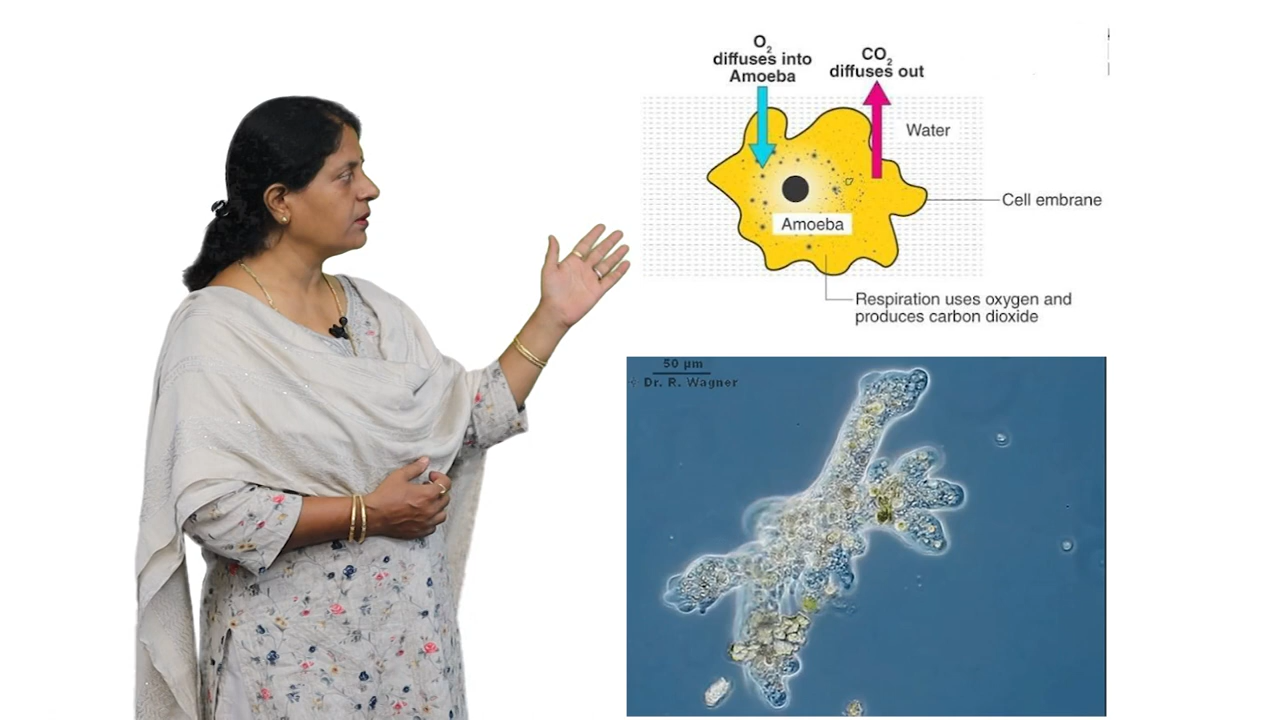 O2
diffuses into
Amoeba
CO2
diffuses out
Water
Cell embrane
Amoeba
Respiration uses oxygen and
produces carbon dioxide
50 µm
Dr. R. Wagner